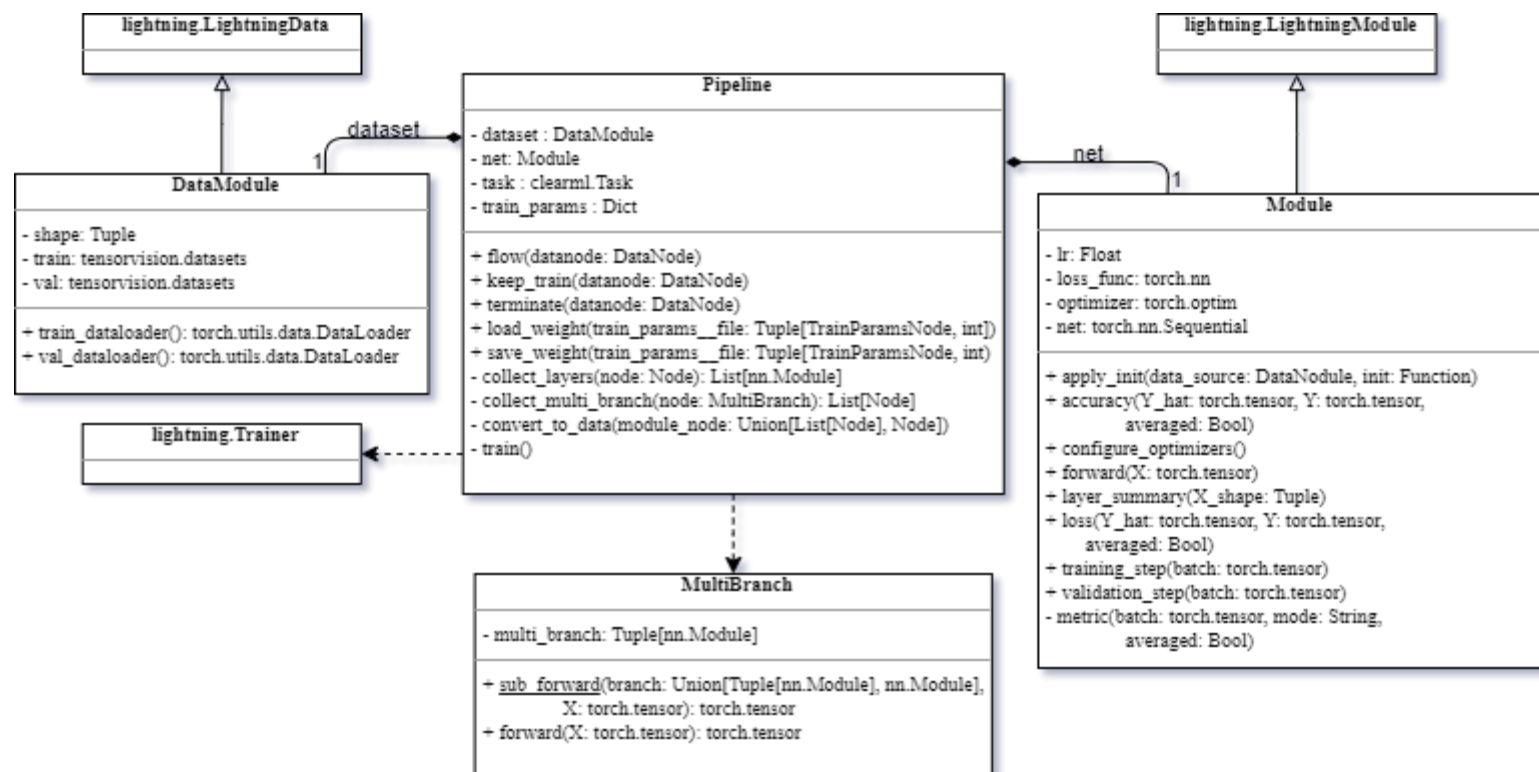 lightning.LightningData
lightning.LightningModule
Pipeline
- dataset : DataModule
- net: Module
- task : clearml.Task
- train_params : Dict
+ flow(datanode: DataNode)
+ keep_train(datanode: DataNode)
+ terminate(datanode: DataNode)
+ load_weight(train_params__file: Tuple[TrainParamsNode, int])
+ save_weight(train_params__file: Tuple[TrainParamsNode, int)
- collect_layers(node: Node): List[nn.Module]
- collect_multi_branch(node: MultiBranch): List[Node]
- convert_to_data(module_node: Union[List[Node], Node])
- train()
dataset
1
net
1
DataModule
- shape: Tuple
- train: tensorvision.datasets
- val: tensorvision.datasets
+ train_dataloader(): torch.utils.data.DataLoader
+ val_dataloader(): torch.utils.data.DataLoader
Module
- lr: Float
- loss_func: torch.nn
- optimizer: torch.optim
- net: torch.nn.Sequential
+ apply_init(data_source: DataNodule, init: Function)
+ accuracy(Y_hat: torch.tensor, Y: torch.tensor,
averaged: Bool)
+ configure_optimizers()
+ forward(X: torch.tensor)
+ layer_summary(X_shape: Tuple)
+ loss(Y_hat: torch.tensor, Y: torch.tensor,
averaged: Bool)
+ training_step(batch: torch.tensor)
+ validation_step(batch: torch.tensor)
- metric(batch: torch.tensor, mode: String,
averaged: Bool)
lightning.Trainer
MultiBranch
- multi_branch: Tuple[nn.Module]
+ sub_forward(branch: Union[Tuple[nn.Module], nn.Module],
X: torch.tensor): torch.tensor
+ forward(X: torch.tensor): torch.tensor